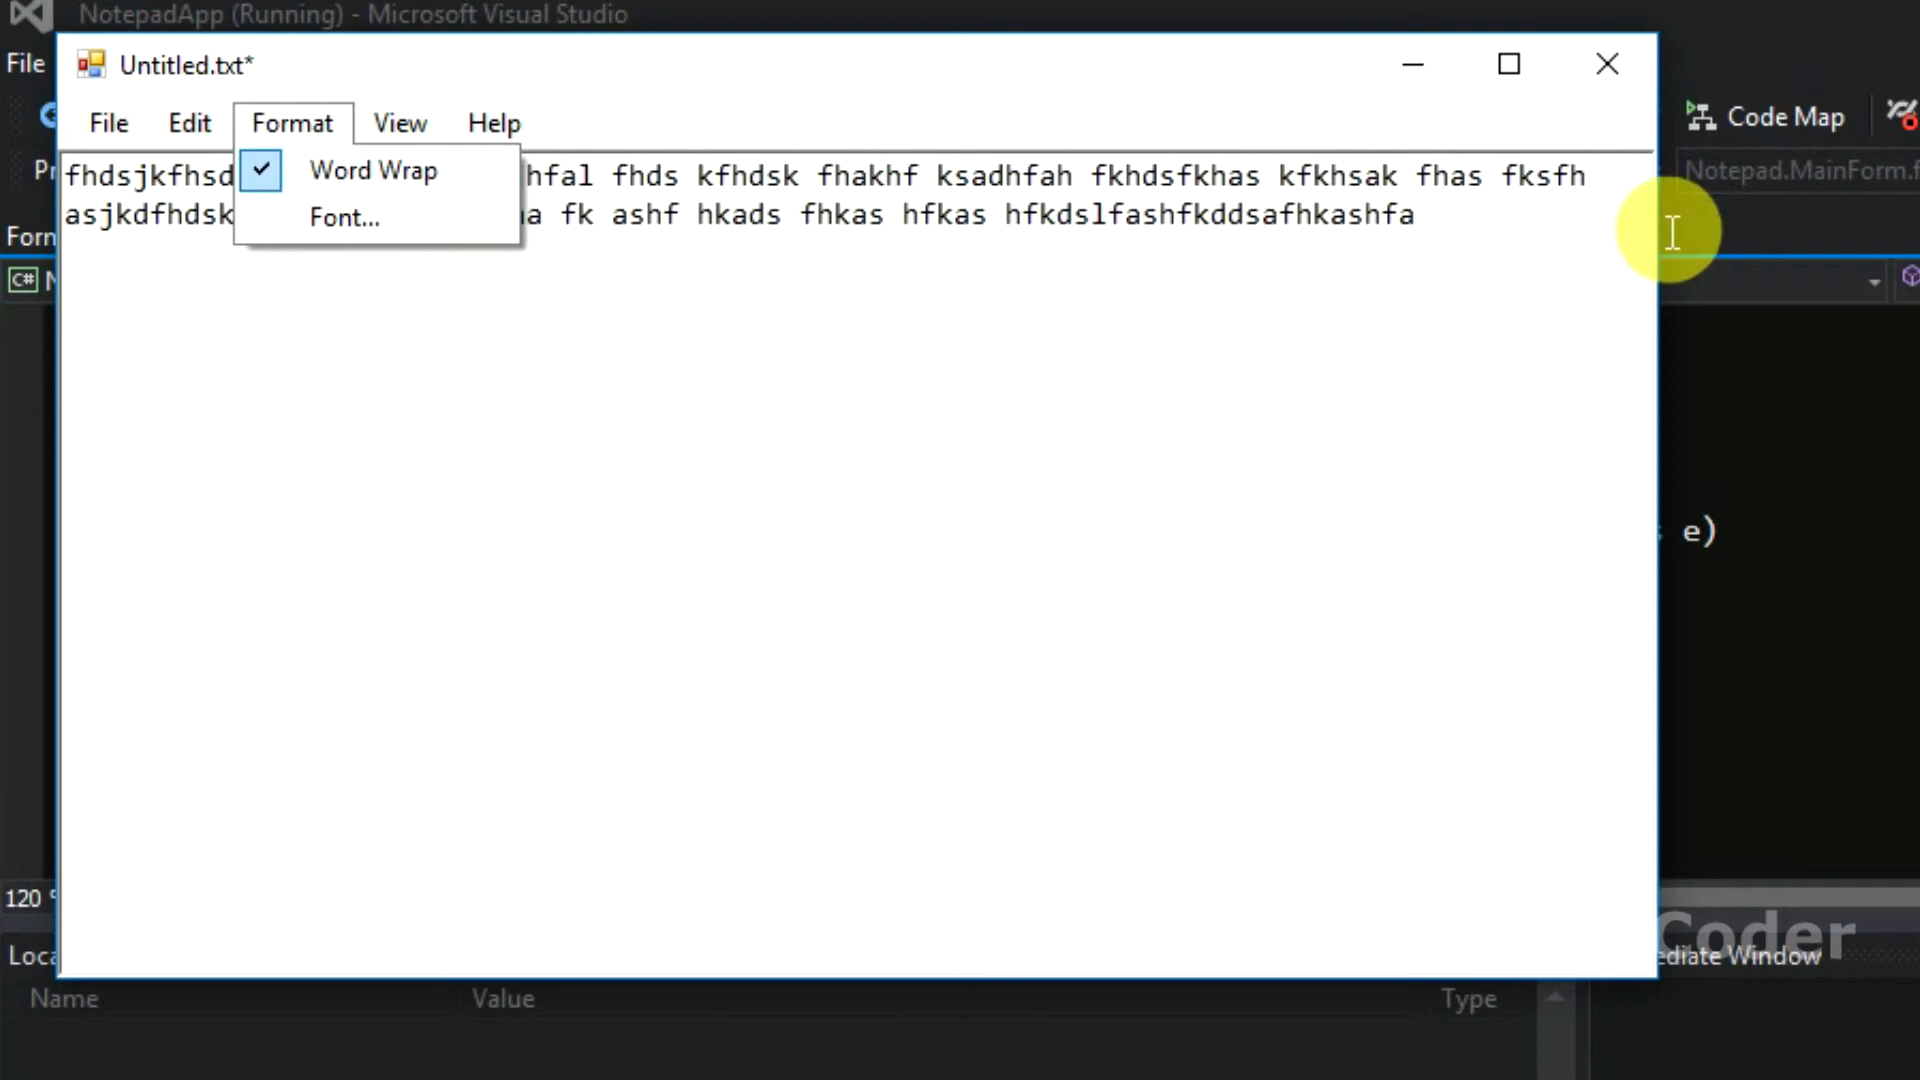 NotepadApp (Running) - Microsoft Visual Studio
File
Untitled.txt*
File Edit Format View Help
Code Map
Word Wrap
Font...
fhdsjkfhsd hfal fhds kfhdsk fhakhf ksadhfah fkhdsfkhas kfkhsak fhas fksfh
asjkdfhdsk a fk ashf hkads fhkas hfkas hfkdslfashfkddsafhkashfa
Notepad.MainForm.f
C#
e)
120
Coder
Window
Name Value Type